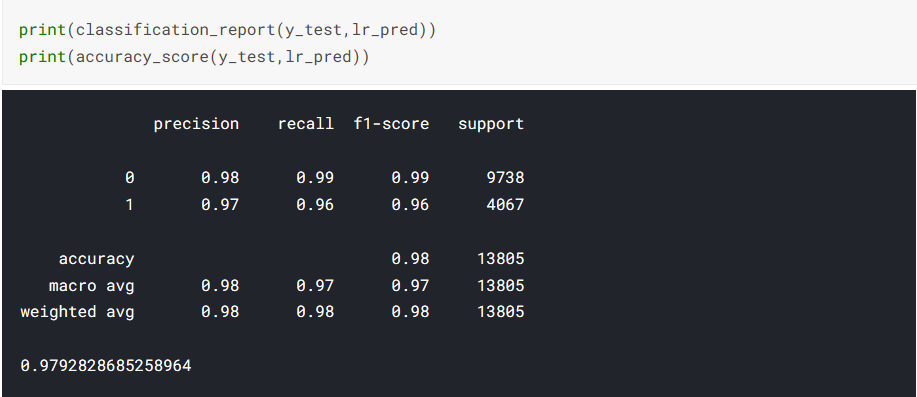 print(classification_report(y_test,lr_pred))
print(accuracy_score(y_test,lr_pred))
precision recall f1-score support
0 0.98 0.99 0.99 9738
1 0.97 0.96 0.96 4067
accuracy 0.98 13805
macro avg 0.98 0.97 0.97 13805
weighted avg 0.98 0.98 0.98 13805
0.9792828685258964